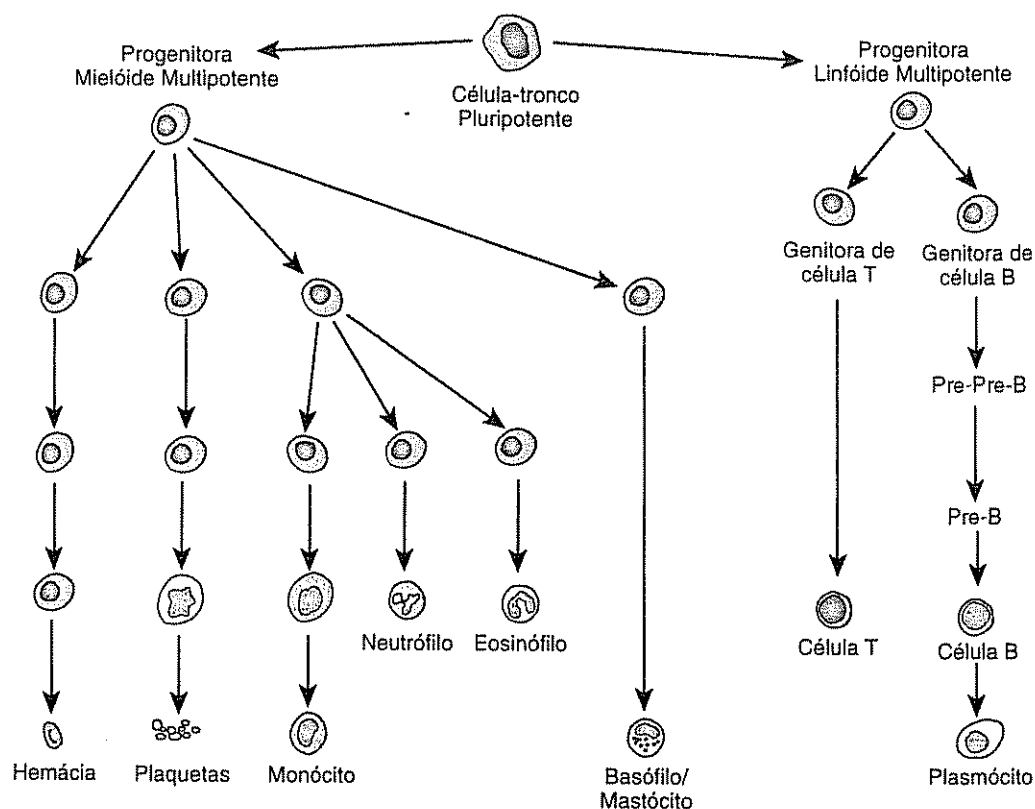 Progenitora
Mielóide Multipotente
Célula-tronco
Pluripotente
Progenitora
Linfóide Multipotente
Genitora de
célula T
Genitora de
célula B
Pre-Pre-B
Pre-B
Neutrófilo
Eosinófilo
Célula T
Célula B
Hemácia
Plaquetas
Monócito
Basófilo/
Mastócito
Plasmócito